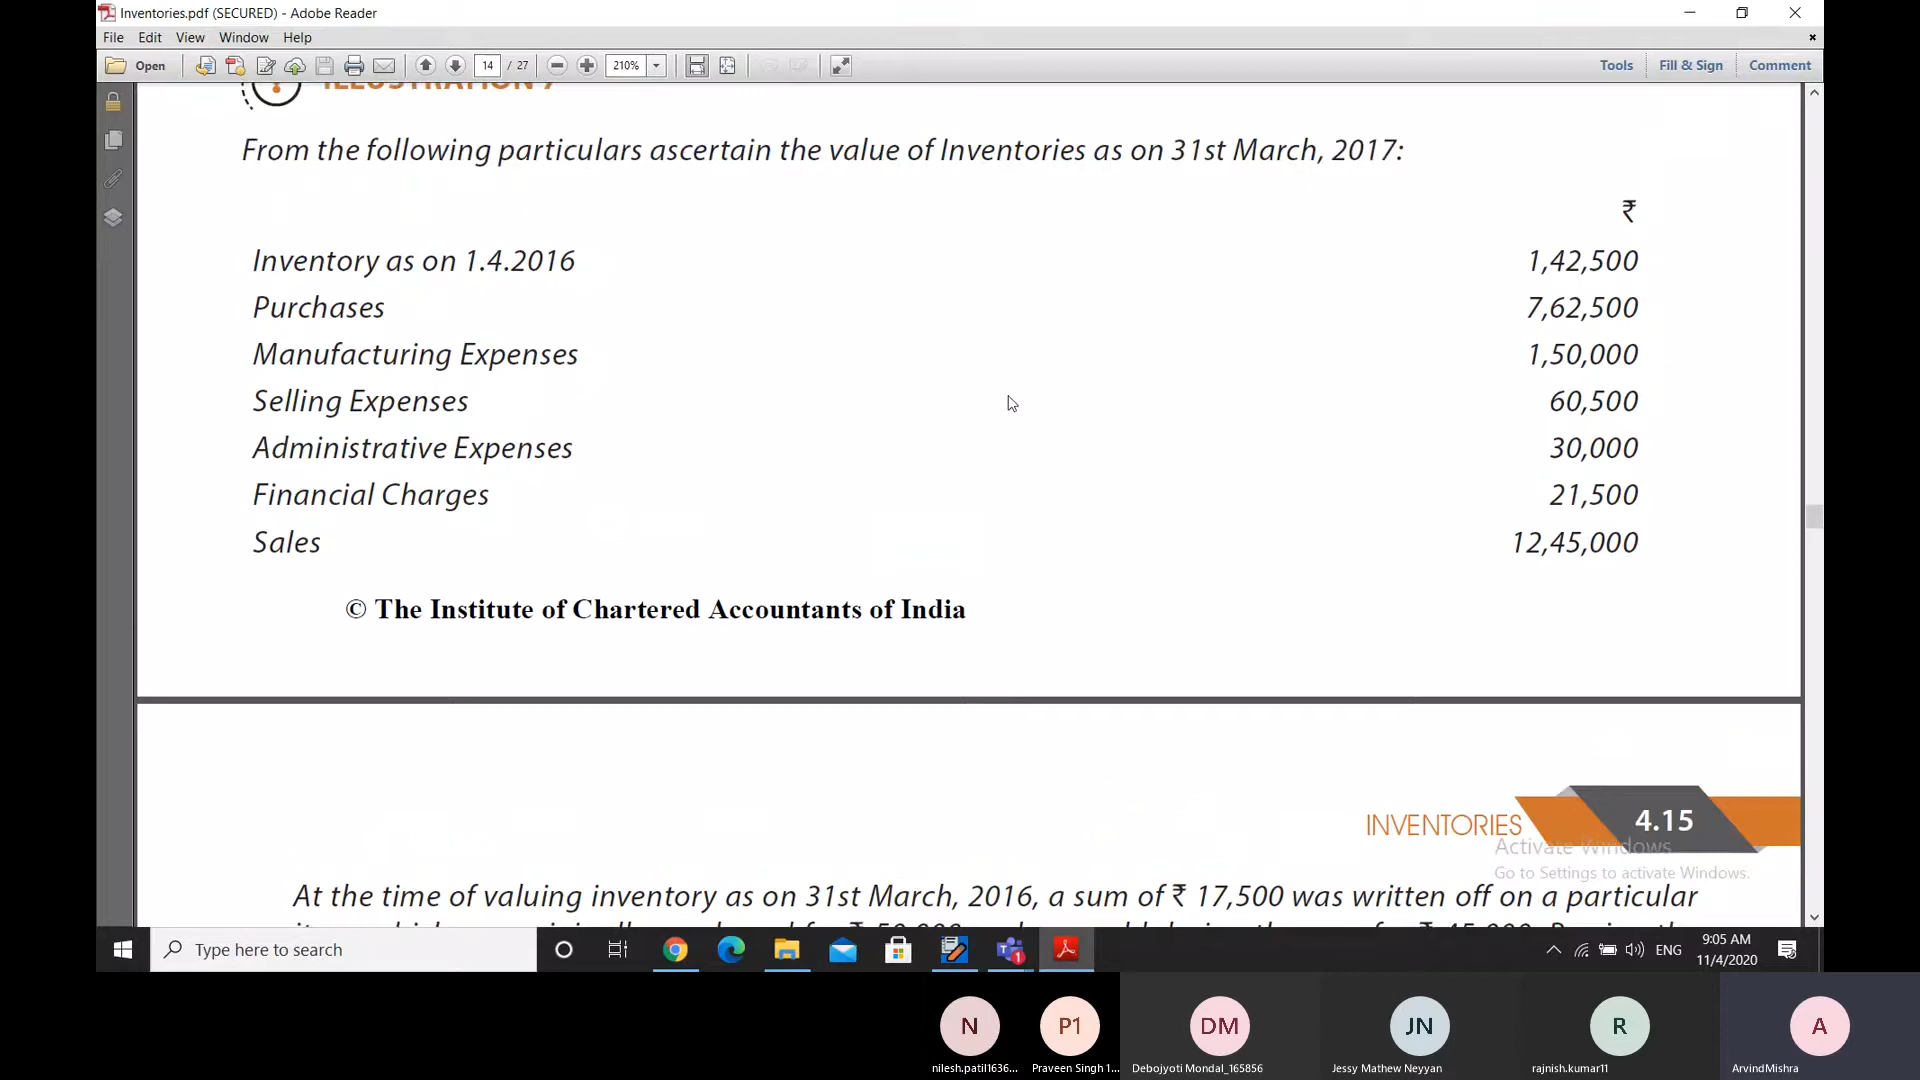 Inventories.pdf (SECURED) - Adobe Reader
File Edit View Window Help
Open 14 / 27 210% Tools Fill & Sign Comment
From the following particulars ascertain the value of Inventories as on 31st March, 2017:
₹
Inventory as on 1.4.2016 1,42,500
Purchases 7,62,500
Manufacturing Expenses 1,50,000
Selling Expenses 60,500
Administrative Expenses 30,000
Financial Charges 21,500
Sales 12,45,000
© The Institute of Chartered Accountants of India
INVENTORIES 4.15
Activate Windows
Go to Settings to activate Windows.
At the time of valuing inventory as on 31st March, 2016, a sum of ₹ 17,500 was written off on a particular
Type here to search
1
ENG
9:05 AM
11/4/2020
N P1 DM JN R A
nilesh.patil1636... Praveen Singh 1... Debojyoti Mondal_165856 Jessy Mathew Neyyan rajnish.kumar11 ArvindMishra